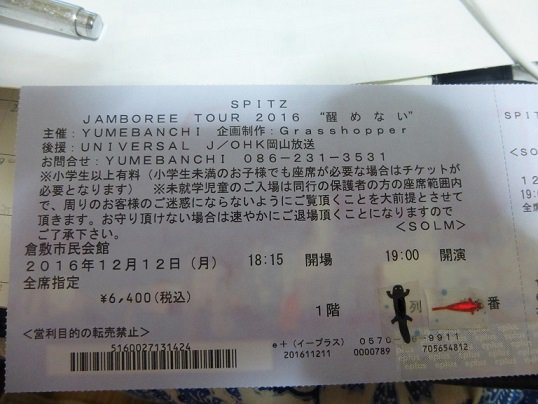 SPITZ
JAMBOREE TOUR 2016 “醒めない”
主催：YUMEBANCHI 企画制作：Grasshopper
後援：UNIVERSAL J／OHK岡山放送
お問合せ：YUMEBANCHI 086-231-3531
※小学生以上有料（小学生未満のお子様でも座席が必要な場合はチケットが
必要となります）※未就学児童のご入場は同行の保護者の方の座席範囲内
で、周りのお客様のご迷惑にならないようにご覧頂くことを大前提とさせて
頂きます。お守り頂けない場合は速やかにご退場頂くことになりますので
ご了承下さい。
＜SOLM＞
倉敷市民会館
2016年12月12日（月） 18:15 開場 19:00 開演
全席指定
¥6,400(税込)
1階 列 番
＜営利目的の転売禁止＞
5160027131424
e+（イープラス） 0570 9911
201611211 0000789 705654812
SPIT
＜SOLM
19:0